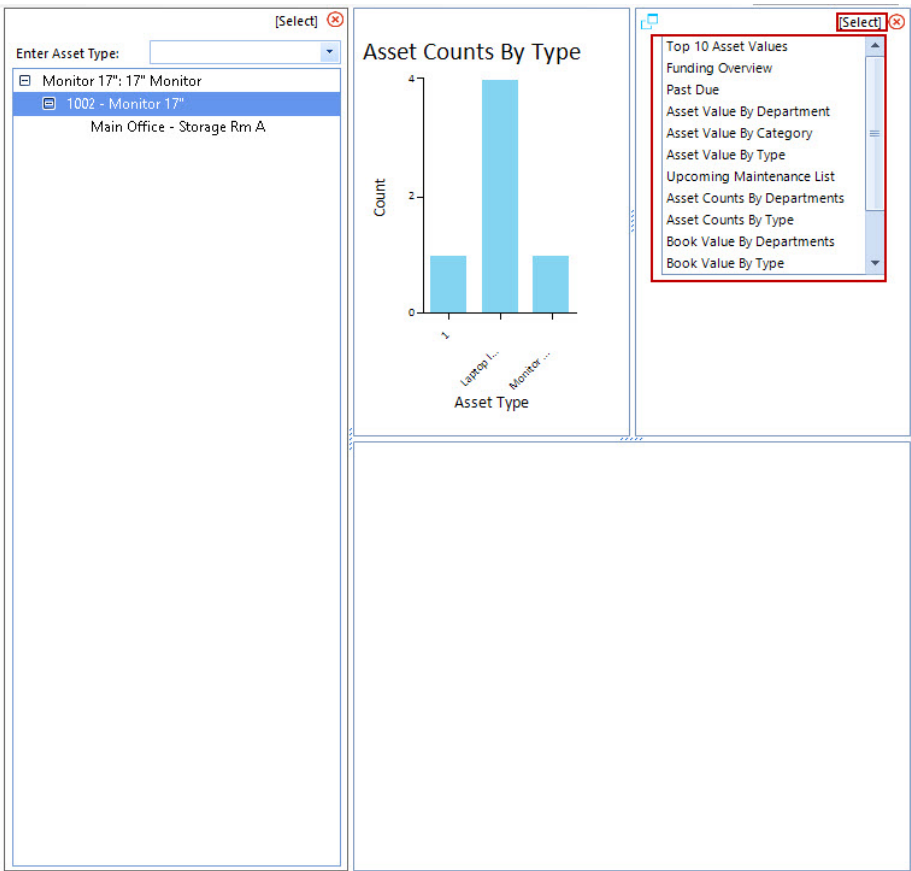 [Select]
Enter Asset Type:
Monitor 17": 17" Monitor
1002 - Monitor 17"
Main Office - Storage Rm A
Asset Counts By Type
4
2
0
Count
1
Laptop I...
Monitor ...
Asset Type
[Select]
Top 10 Asset Values
Funding Overview
Past Due
Asset Value By Department
Asset Value By Category
Asset Value By Type
Upcoming Maintenance List
Asset Counts By Departments
Asset Counts By Type
Book Value By Departments
Book Value By Type